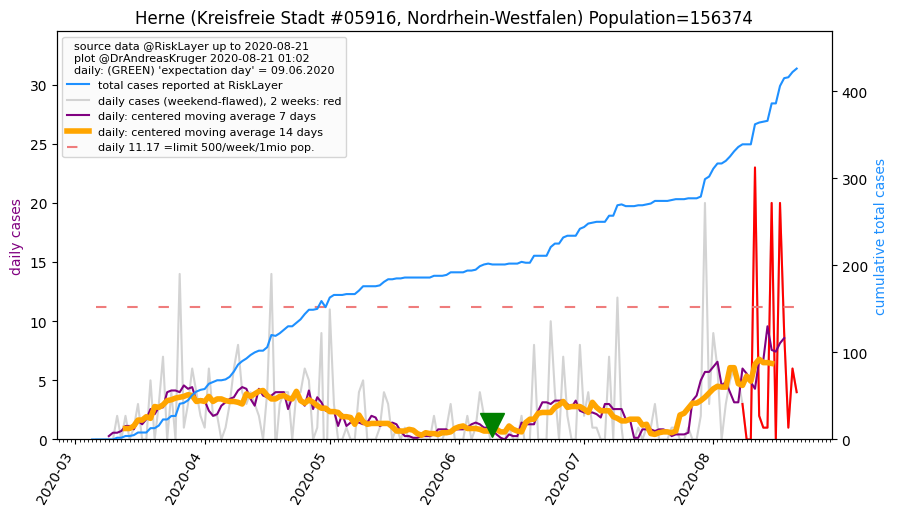 Herne (Kreisfreie Stadt #05916, Nordrhein-Westfalen) Population=156374
source data @RiskLayer up to 2020-08-21
plot @DrAndreasKruger 2020-08-21 01:02
daily: (GREEN) 'expectation day' = 09.06.2020
total cases reported at RiskLayer
daily cases (weekend-flawed), 2 weeks: red
daily: centered moving average 7 days
daily: centered moving average 14 days
daily 11.17 =limit 500/week/1mio pop.
daily cases
30
25
20
15
10
5
0
cumulative total cases
400
300
200
100
0
2020-03
2020-04
2020-05
2020-06
2020-07
2020-08